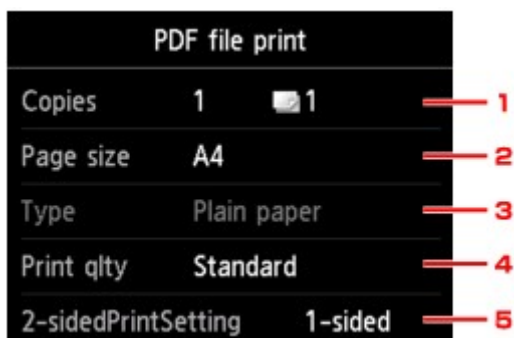 PDF file print
Copies 1 1 1
Page size A4 2
Type Plain paper 3
Print qlty Standard 4
2-sidedPrintSetting 1-sided 5